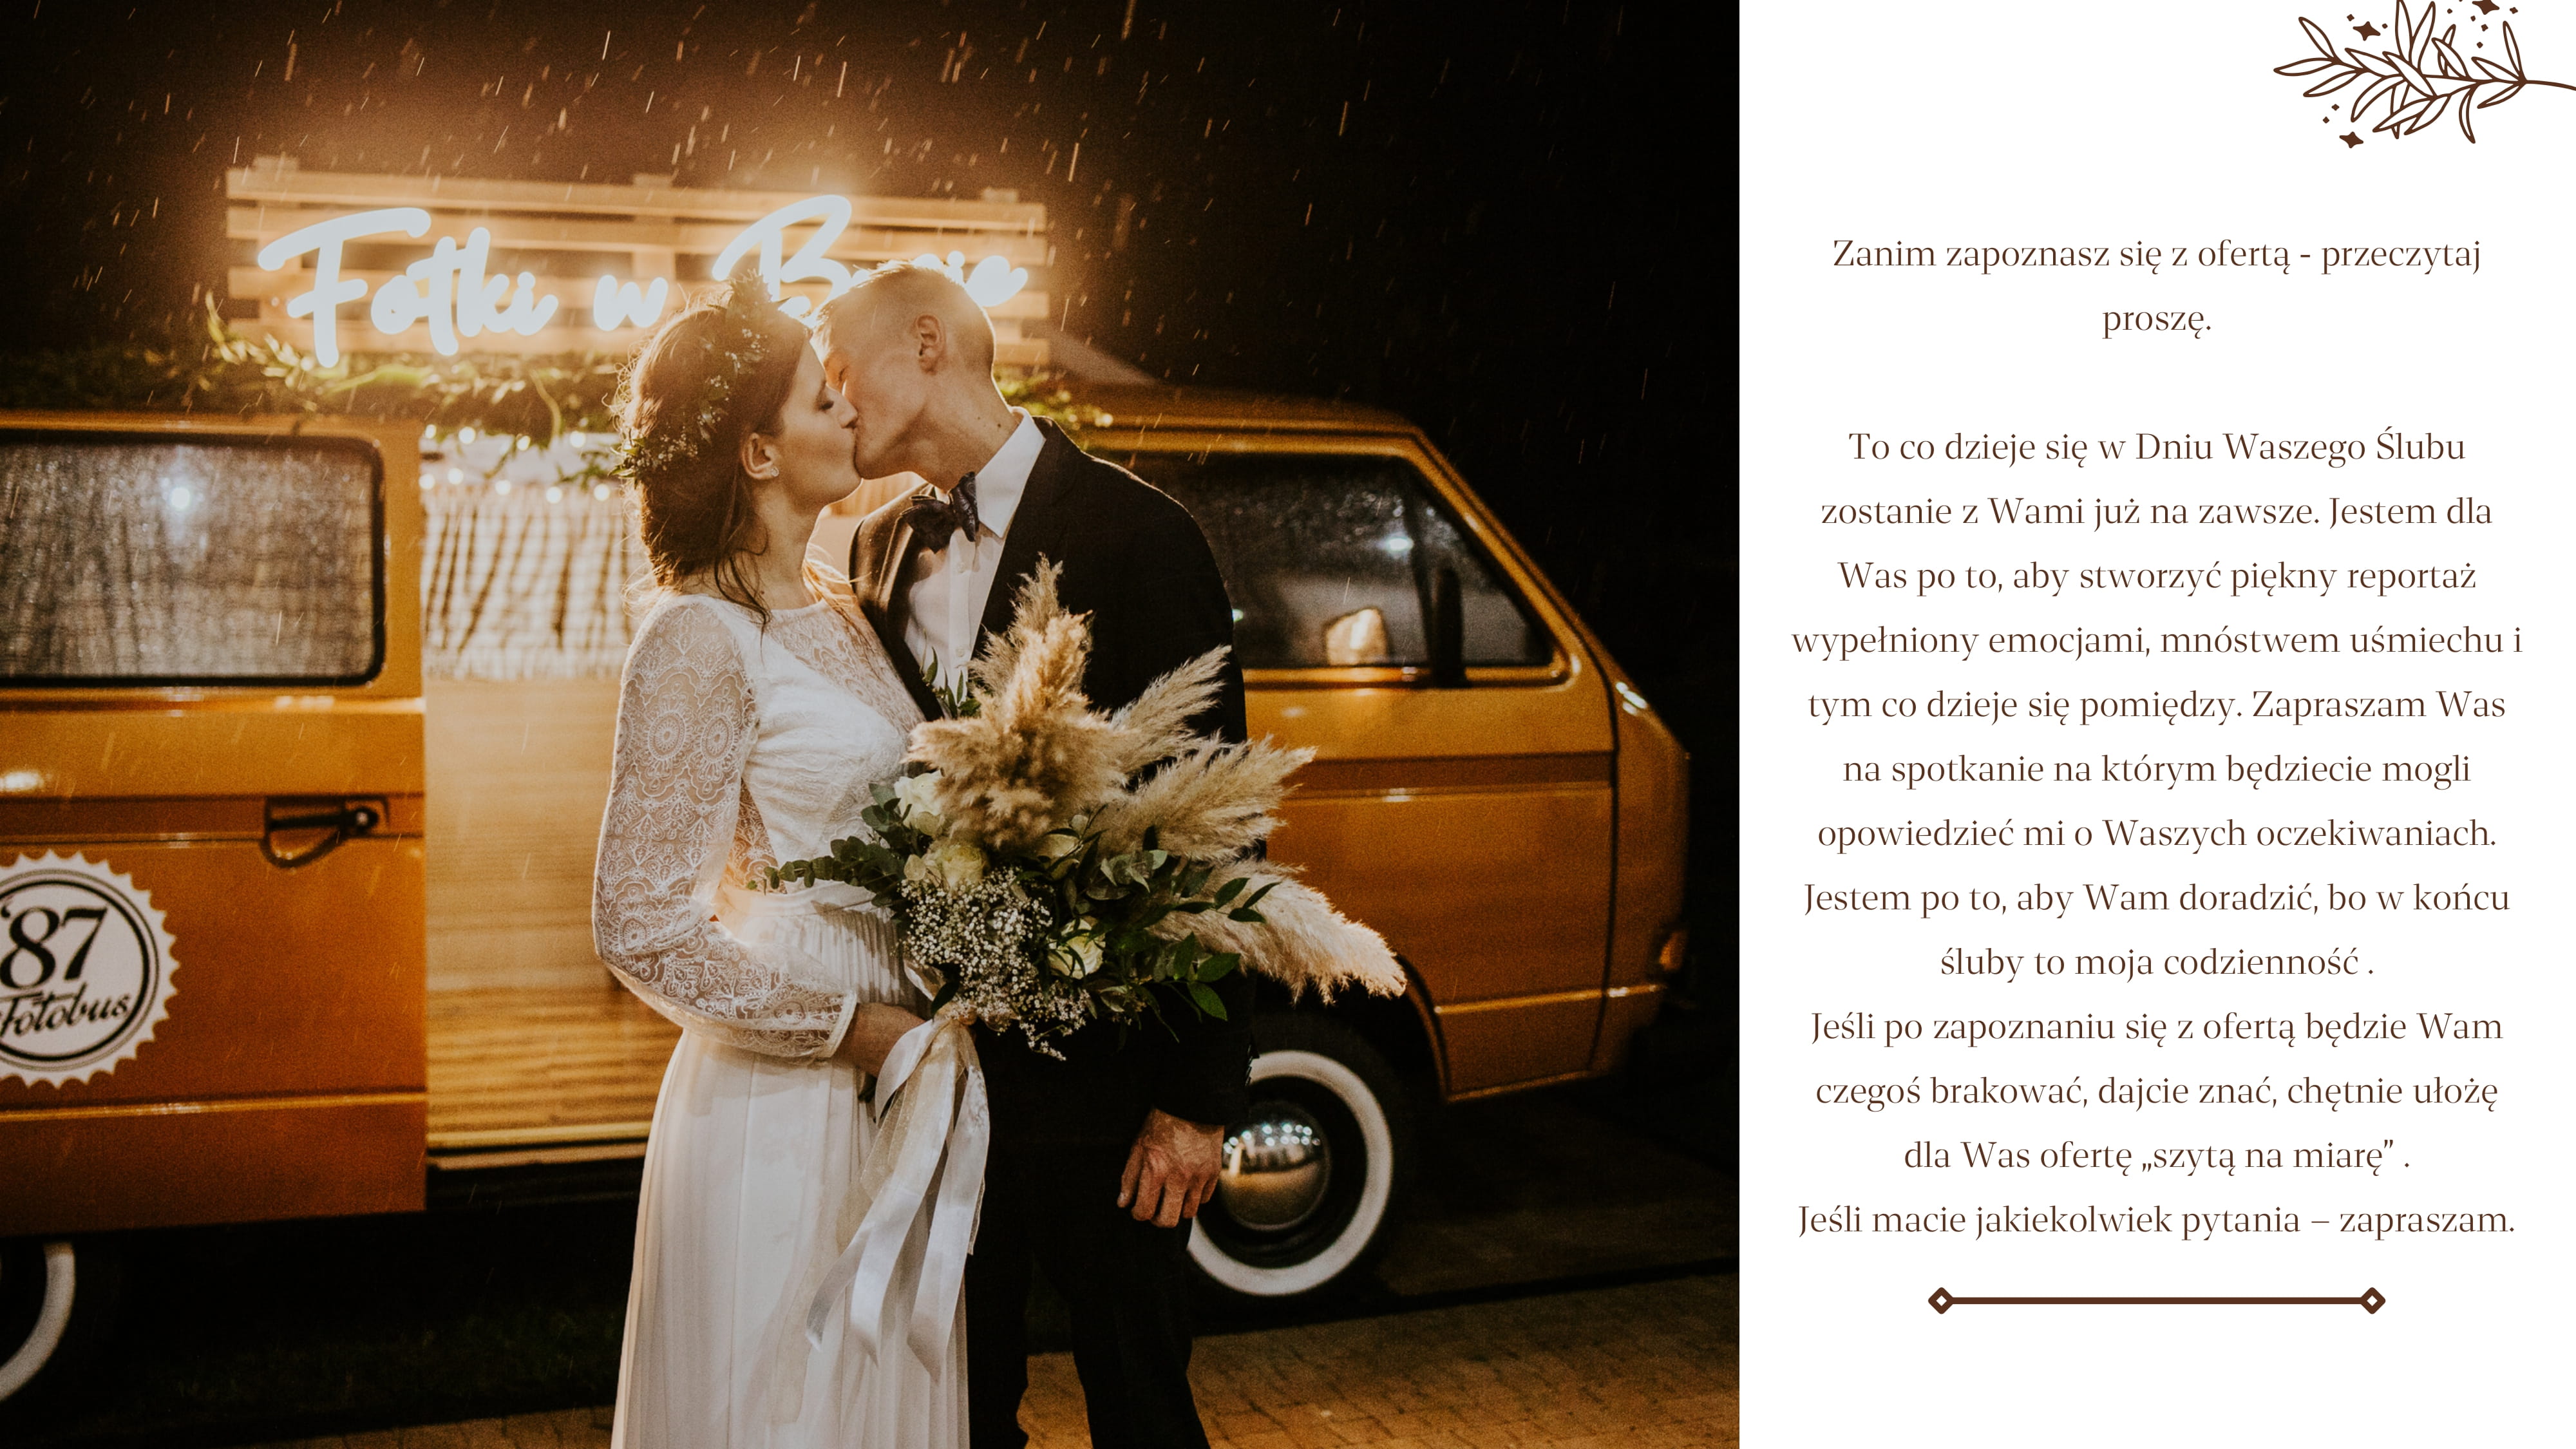 Fotki w
'87
Fotobus
Zanim zapoznasz się z ofertą - przeczytaj
proszę.
To co dzieje się w Dniu Waszego Ślubu
zostanie z Wami już na zawsze. Jestem dla
Was po to, aby stworzyć piękny reportaż
wypełniony emocjami, mnóstwem uśmiechu i
tym co dzieje się pomiędzy. Zapraszam Was
na spotkanie na którym będziecie mogli
opowiedzieć mi o Waszych oczekiwaniach.
Jestem po to, aby Wam doradzić, bo w końcu
śluby to moja codzienność .
Jeśli po zapoznaniu się z ofertą będzie Wam
czegoś brakować, dajcie znać, chętnie ułożę
dla Was ofertę „szytą na miarę” .
Jeśli macie jakiekolwiek pytania – zapraszam.